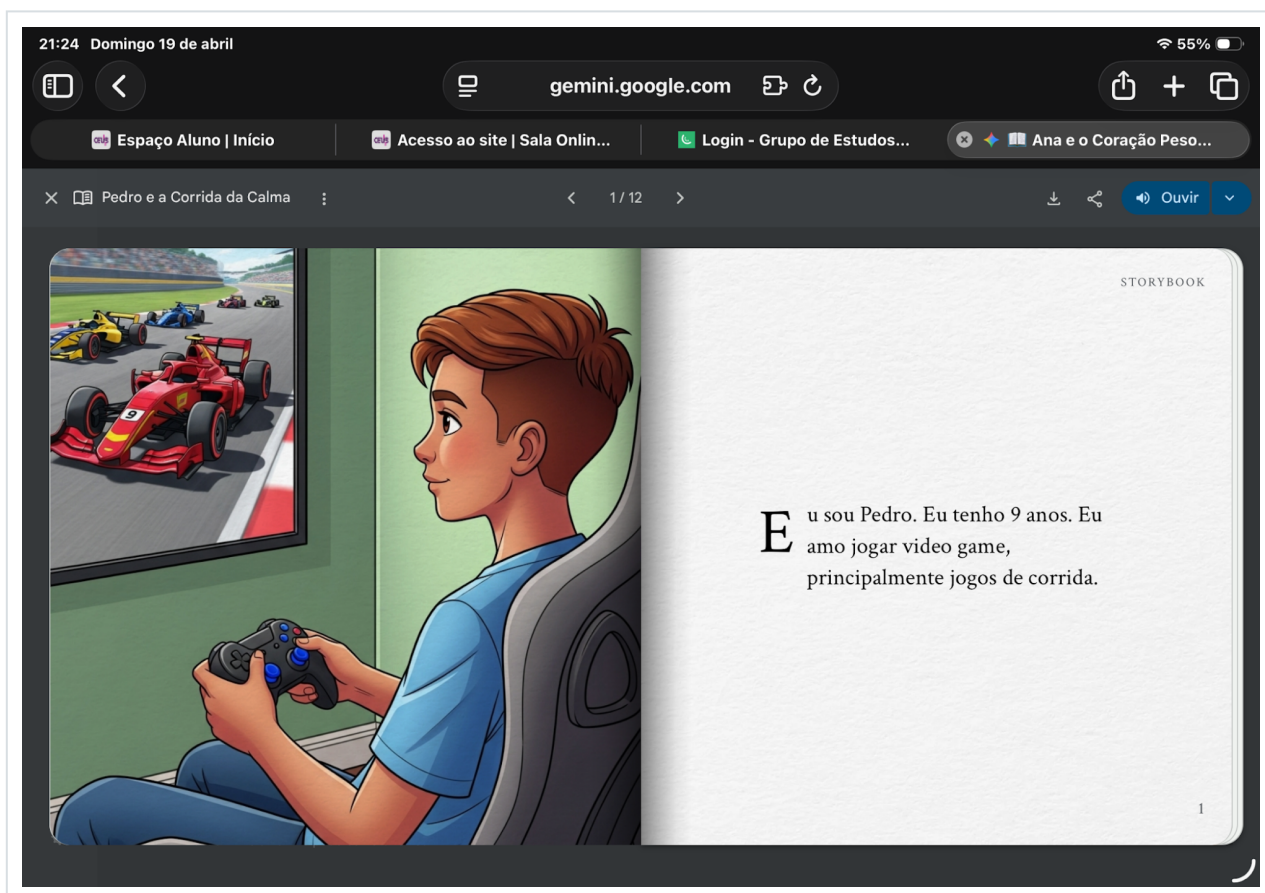 21:24 Domingo 19 de abril
55%
gemini.google.com
Espaço Aluno | Início
Acesso ao site | Sala Onlin...
Login - Grupo de Estudos...
Ana e o Coração Peso...
Pedro e a Corrida da Calma
1 / 12
Ouvir
9
STORYBOOK
Eu sou Pedro. Eu tenho 9 anos. Eu
amo jogar video game,
principalmente jogos de corrida.
1